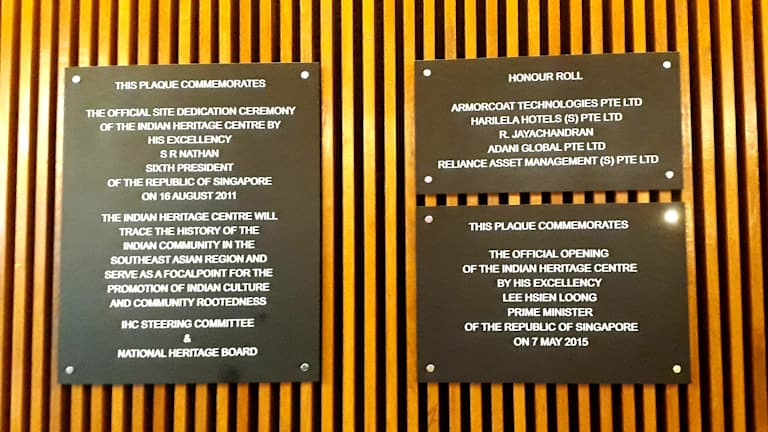 THIS PLAQUE COMMEMORATES
THE OFFICIAL SITE DEDICATION CEREMONY
OF THE INDIAN HERITAGE CENTRE BY
HIS EXCELLENCY
S R NATHAN
SIXTH PRESIDENT
OF THE REPUBLIC OF SINGAPORE
ON 16 AUGUST 2011
THE INDIAN HERITAGE CENTRE WILL
TRACE THE HISTORY OF THE
INDIAN COMMUNITY IN THE
SOUTHEAST ASIAN REGION AND
SERVE AS A FOCALPOINT FOR THE
PROMOTION OF INDIAN CULTURE
AND COMMUNITY ROOTEDNESS
IHC STEERING COMMITTEE
&
NATIONAL HERITAGE BOARD
HONOUR ROLL
ARMORCOAT TECHNOLOGIES PTE LTD
HARILELA HOTELS (S) PTE LTD
R. JAYACHANDRAN
ADANI GLOBAL PTE LTD
RELIANCE ASSET MANAGEMENT (S) PTE LTD
THIS PLAQUE COMMEMORATES
THE OFFICIAL OPENING
OF THE INDIAN HERITAGE CENTRE
BY HIS EXCELLENCY
LEE HSIEN LOONG
PRIME MINISTER
OF THE REPUBLIC OF SINGAPORE
ON 7 MAY 2015